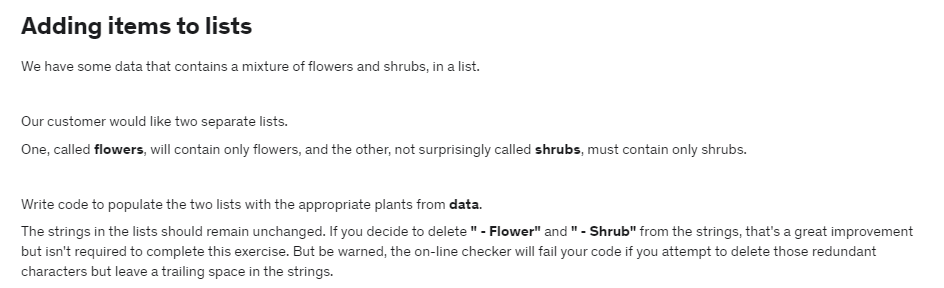 Adding items to lists
We have some data that contains a mixture of flowers and shrubs, in a list.
Our customer would like two separate lists.
One, called flowers, will contain only flowers, and the other, not surprisingly called shrubs, must contain only shrubs.
Write code to populate the two lists with the appropriate plants from data.
The strings in the lists should remain unchanged. If you decide to delete " - Flower" and " - Shrub" from the strings, that's a great improvement
but isn't required to complete this exercise. But be warned, the on-line checker will fail your code if you attempt to delete those redundant
characters but leave a trailing space in the strings.